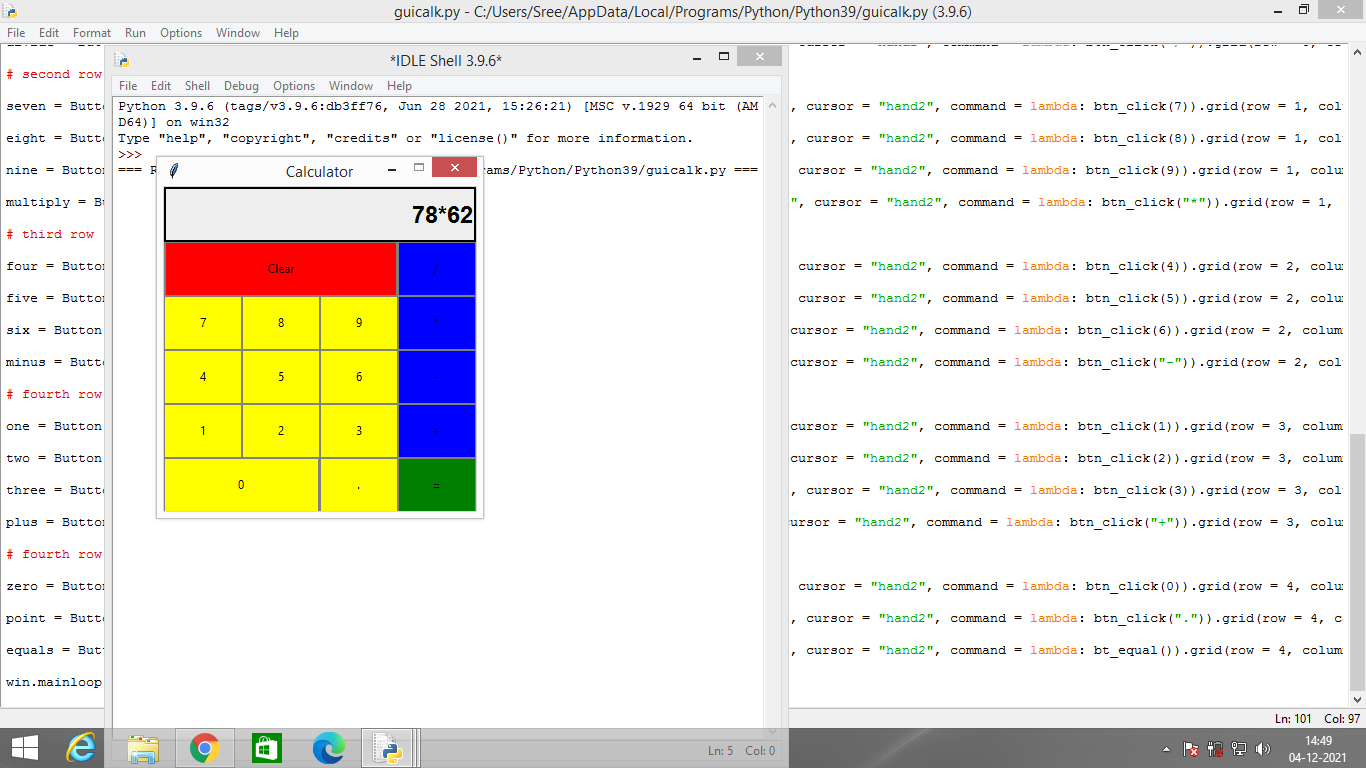 guicalk.py - C:/Users/Sree/AppData/Local/Programs/Python/Python39/guicalk.py (3.9.6)
File Edit Format Run Options Window Help
*IDLE Shell 3.9.6*
File Edit Shell Debug Options Window Help
Python 3.9.6 (tags/v3.9.6:db3ff76, Jun 28 2021, 15:26:21) [MSC v.1929 64 bit (AM
D64)] on win32
Type "help", "copyright", "credits" or "license()" for more information.
>>>
=== R
ams/Python/Python39/guicalk.py ===
Calculator
78*62
Clear /
7 8 9 *
4 5 6
1 2 3 +
0 . =
# second row
seven = Butto , cursor = "hand2", command = lambda: btn_click(7)).grid(row = 1, col
eight = Butto , cursor = "hand2", command = lambda: btn_click(8)).grid(row = 1, col
nine = Button cursor = "hand2", command = lambda: btn_click(9)).grid(row = 1, colu
multiply = Bu ", cursor = "hand2", command = lambda: btn_click("*")).grid(row = 1,
# third row
four = Button cursor = "hand2", command = lambda: btn_click(4)).grid(row = 2, colu
five = Button cursor = "hand2", command = lambda: btn_click(5)).grid(row = 2, colu
six = Button cursor = "hand2", command = lambda: btn_click(6)).grid(row = 2, colum
minus = Butto cursor = "hand2", command = lambda: btn_click("-")).grid(row = 2, col
# fourth row
one = Button cursor = "hand2", command = lambda: btn_click(1)).grid(row = 3, colum
two = Button cursor = "hand2", command = lambda: btn_click(2)).grid(row = 3, colum
three = Butto , cursor = "hand2", command = lambda: btn_click(3)).grid(row = 3, col
plus = Button ursor = "hand2", command = lambda: btn_click("+")).grid(row = 3, colu
# fourth row
zero = Button cursor = "hand2", command = lambda: btn_click(0)).grid(row = 4, colu
point = Butto , cursor = "hand2", command = lambda: btn_click(".")).grid(row = 4, c
equals = Butt , cursor = "hand2", command = lambda: bt_equal()).grid(row = 4, colum
win.mainloop
Ln: 101 Col: 97
Ln: 5 Col: 0
14:49
04-12-2021